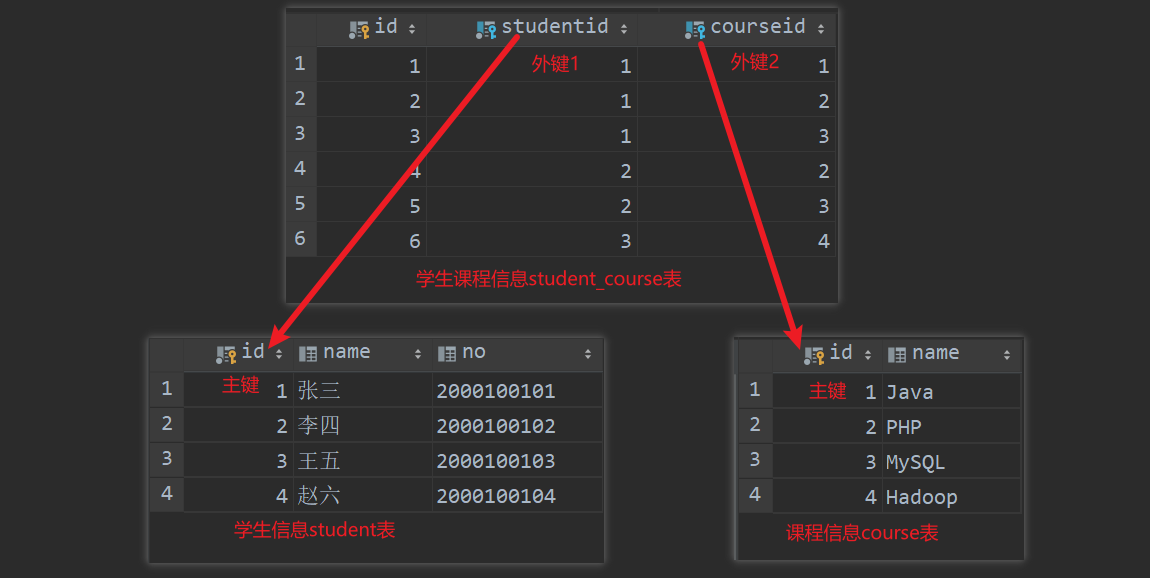 id studentid courseid
1 1 外键1 1 外键2 1
2 2 1 2
3 3 1 3
4 4 2 2
5 5 2 3
6 6 3 4
学生课程信息student_course表
id name no
1 主键 1 张三 2000100101
2 2 李四 2000100102
3 3 王五 2000100103
4 4 赵六 2000100104
学生信息student表
id name
1 主键 1 Java
2 2 PHP
3 3 MySQL
4 4 Hadoop
课程信息course表